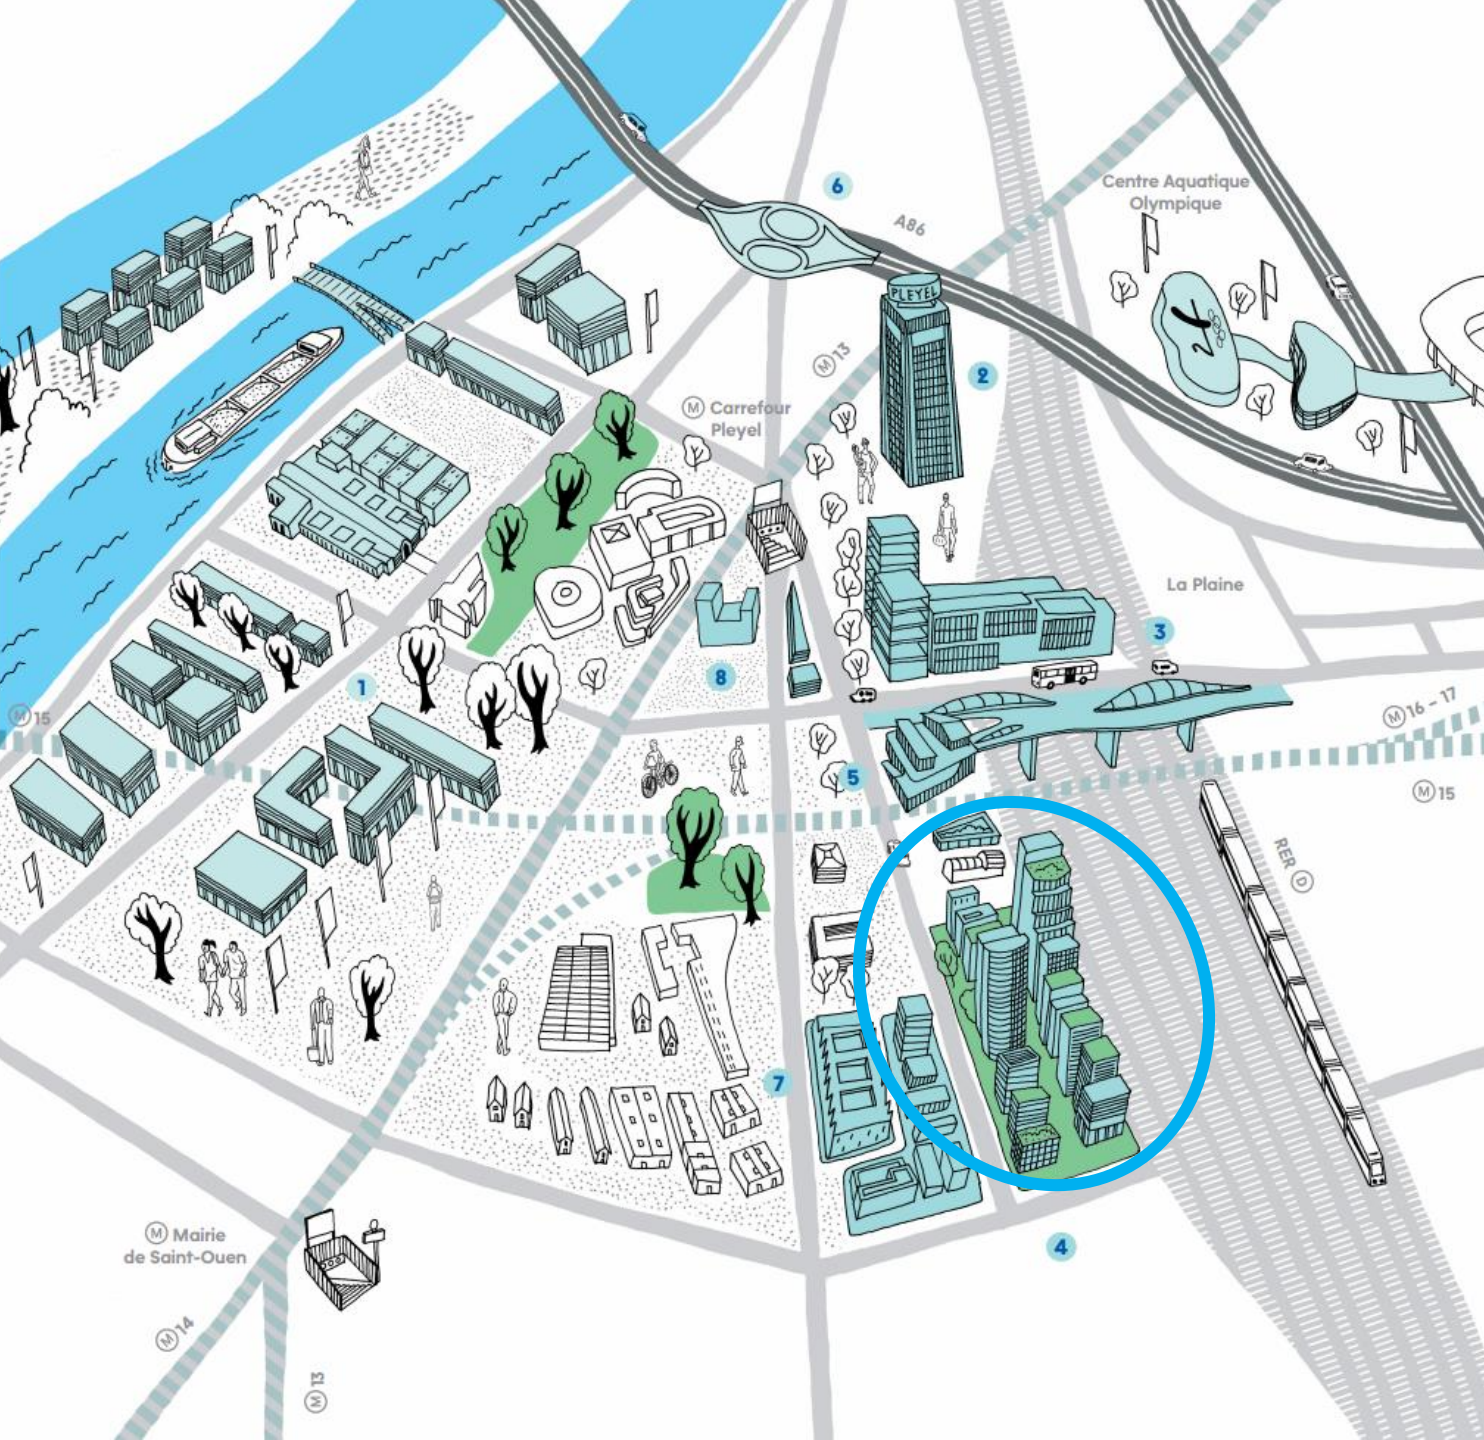 6
A86
Centre Aquatique
Olympique
PLEYEL
M 13
2
M Carrefour
Pleyel
La Plaine
3
8
1
M 15
M 16 - 17
5
M 15
RER D
7
M Mairie
de Saint-Ouen
4
M 14
M 13